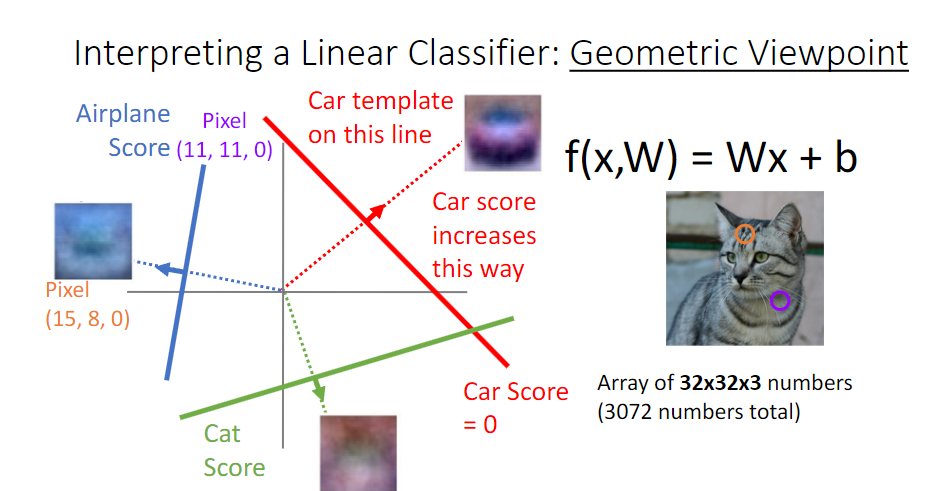 Interpreting a Linear Classifier: Geometric Viewpoint
Airplane
Score
Pixel
(11, 11, 0)
Car template
on this line
f(x,W) = Wx + b
Car score
increases
this way
Pixel
(15, 8, 0)
Car Score
= 0
Array of 32x32x3 numbers
(3072 numbers total)
Cat
Score